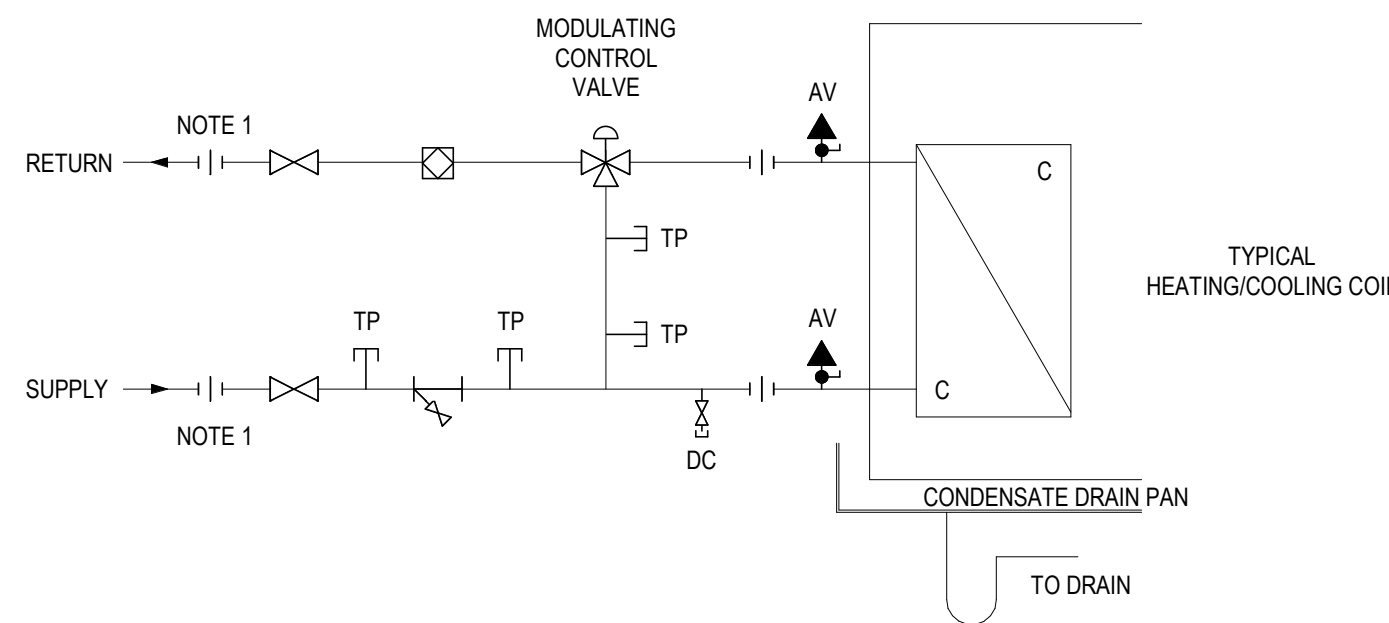 MODULATING
CONTROL
VALVE
AV
NOTE 1
RETURN
C
TP
TYPICAL
HEATING/COOLING COI
TP
TP
TP
AV
SUPPLY
C
NOTE 1
DC
CONDENSATE DRAIN PAN
TO DRAIN